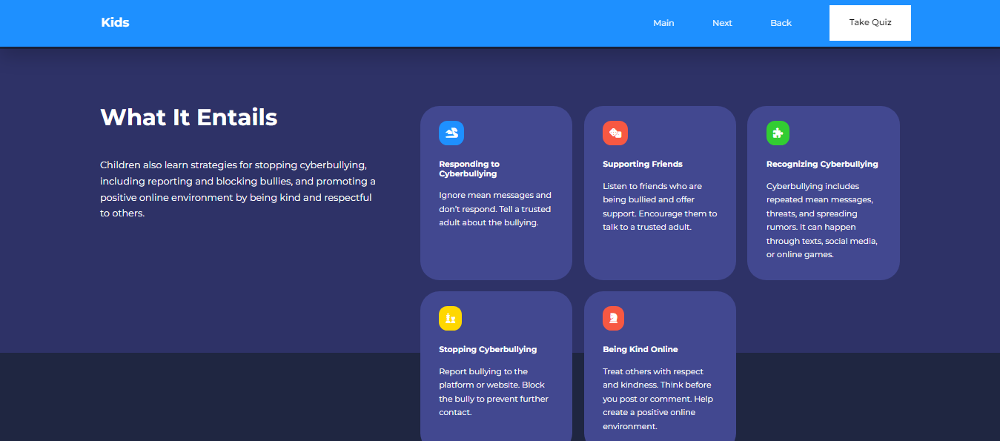 Kids
Main
Next
Back
Take Quiz
What It Entails
Children also learn strategies for stopping cyberbullying,
including reporting and blocking bullies, and promoting a
positive online environment by being kind and respectful
to others.
Responding to
Cyberbullying
Ignore mean messages and
don't respond. Tell a trusted
adult about the bullying.
Supporting Friends
Listen to friends who are
being bullied and offer
support. Encourage them to
talk to a trusted adult.
Recognizing Cyberbullying
Cyberbullying includes
repeated mean messages,
threats, and spreading
rumors. It can happen
through texts, social media,
or online games.
Stopping Cyberbullying
Report bullying to the
platform or website. Block
the bully to prevent further
contact.
Being Kind Online
Treat others with respect
and kindness. Think before
you post or comment. Help
create a positive online
environment.